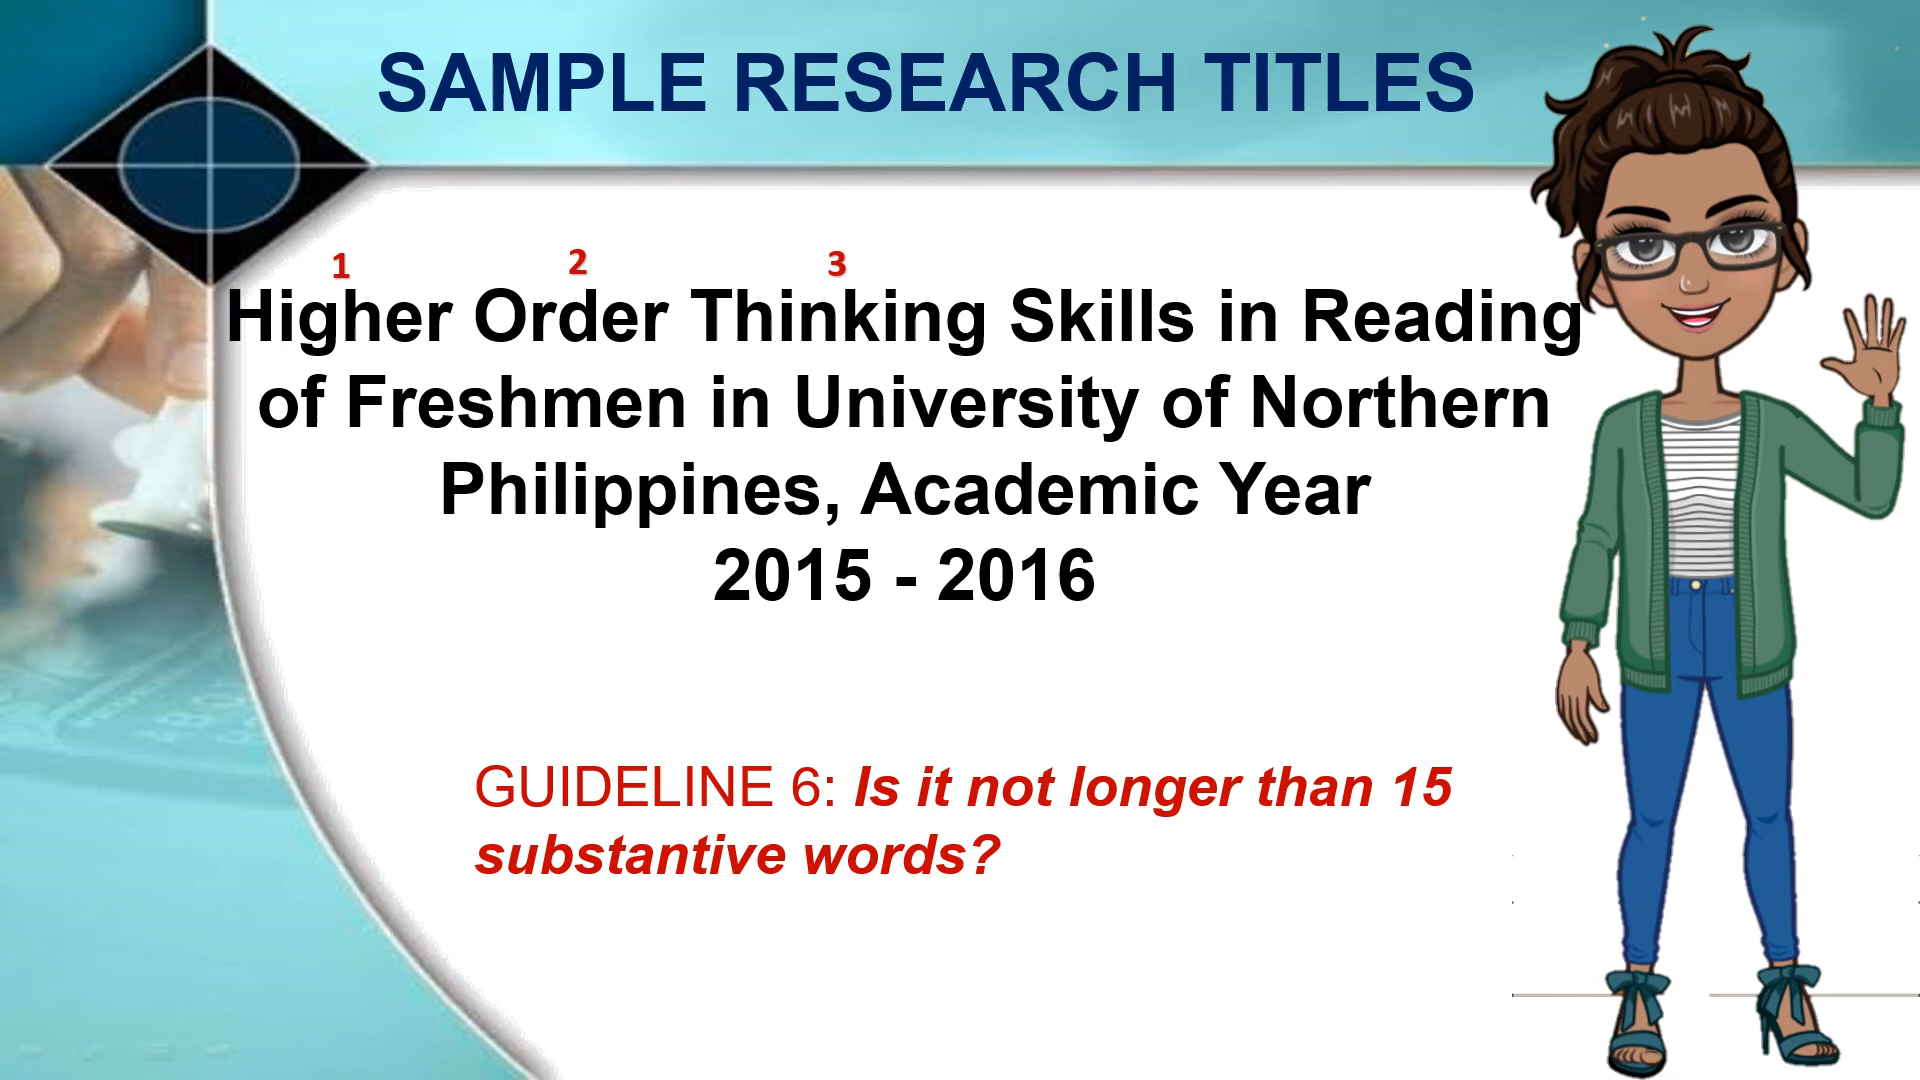 SAMPLE RESEARCH TITLES
1 2 3
Higher Order Thinking Skills in Reading
of Freshmen in University of Northern
Philippines, Academic Year
2015 - 2016
GUIDELINE 6: Is it not longer than 15
substantive words?